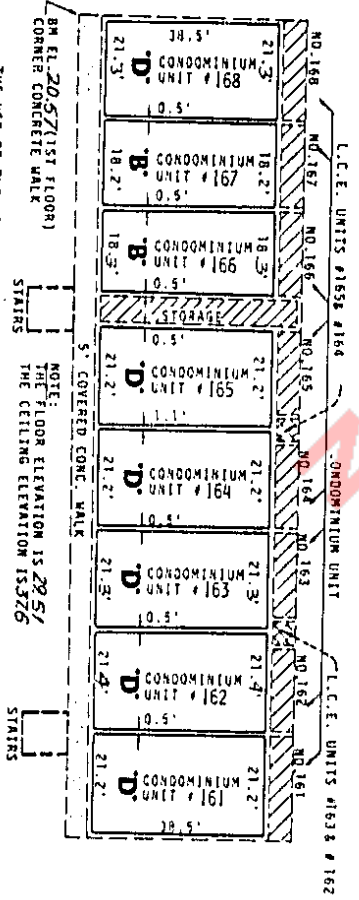 NO.168
NO.167
NO.166
NO.165
NO.164
NO.163
NO.162
NO.161
L.C.E. UNITS #165& #164
CONDOMINIUM UNIT
L.C.E. UNITS #163& #162
38.5'
21.3'
21.3'
"D"
CONDOMINIUM
UNIT #168
0.5'
18.2'
18.2'
"B"
CONDOMINIUM
UNIT #167
0.5'
18.3'
18.3'
"B"
CONDOMINIUM
UNIT #166
0.5'
STORAGE
0.5'
21.2'
21.2'
"D"
CONDOMINIUM
UNIT #165
1.1'
21.2'
21.2'
"D"
CONDOMINIUM
UNIT #164
0.5'
21.3'
21.3'
"D"
CONDOMINIUM
UNIT #163
21.4'
21.4'
"D"
CONDOMINIUM
UNIT #162
0.5'
21.2'
21.2'
"D"
CONDOMINIUM
UNIT #161
38.5'
5' COVERED CONC. WALK
BM EL. 20.57 (1ST FLOOR)
CORNER CONCRETE WALK
STAIRS
NOTE:
THE FLOOR ELEVATION IS 29.51
THE CEILING ELEVATION IS 37.6
STAIRS